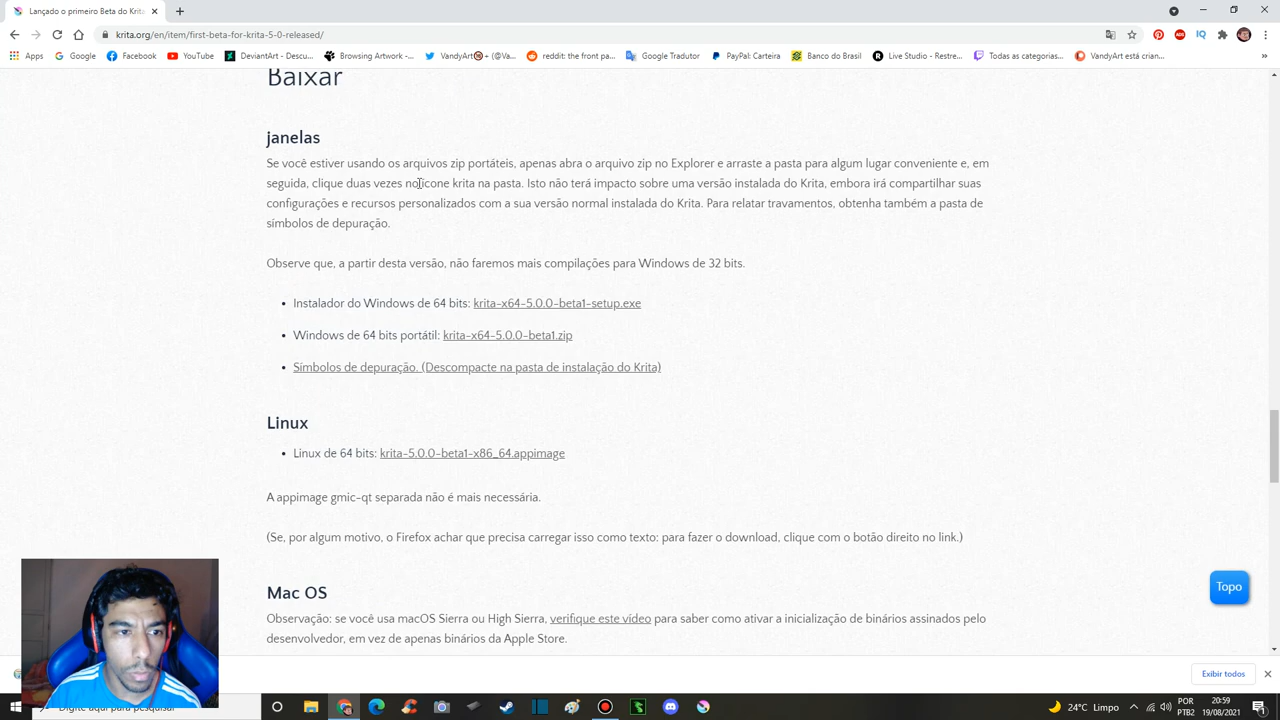 Lançado o primeiro Beta do Krita
krita.org/en/item/first-beta-for-krita-5-0-released/
Apps Google Facebook YouTube DeviantArt - Descu... Browsing Artwork -... VandyArt + (@Va... reddit: the front pa... Google Tradutor PayPal: Carteira Banco do Brasil Live Studio - Restre... Todas as categorias... VandyArt está crian... »
Baixar
janelas
Se você estiver usando os arquivos zip portáteis, apenas abra o arquivo zip no Explorer e arraste a pasta para algum lugar conveniente e, em
seguida, clique duas vezes no ícone krita na pasta. Isto não terá impacto sobre uma versão instalada do Krita, embora irá compartilhar suas
configurações e recursos personalizados com a sua versão normal instalada do Krita. Para relatar travamentos, obtenha também a pasta de
símbolos de depuração.
Observe que, a partir desta versão, não faremos mais compilações para Windows de 32 bits.
• Instalador do Windows de 64 bits: krita-x64-5.0.0-beta1-setup.exe
• Windows de 64 bits portátil: krita-x64-5.0.0-beta1.zip
• Símbolos de depuração. (Descompacte na pasta de instalação do Krita)
Linux
• Linux de 64 bits: krita-5.0.0-beta1-x86_64.appimage
A appimage gmic-qt separada não é mais necessária.
(Se, por algum motivo, o Firefox achar que precisa carregar isso como texto: para fazer o download, clique com o botão direito no link.)
Topo
Mac OS
Observação: se você usa macOS Sierra ou High Sierra, verifique este vídeo para saber como ativar a inicialização de binários assinados pelo
desenvolvedor, em vez de apenas binários da Apple Store.
Exibir todos
Digite aqui para pesquisar
24°C Limpo
POR
PTB2
20:59
19/08/2021